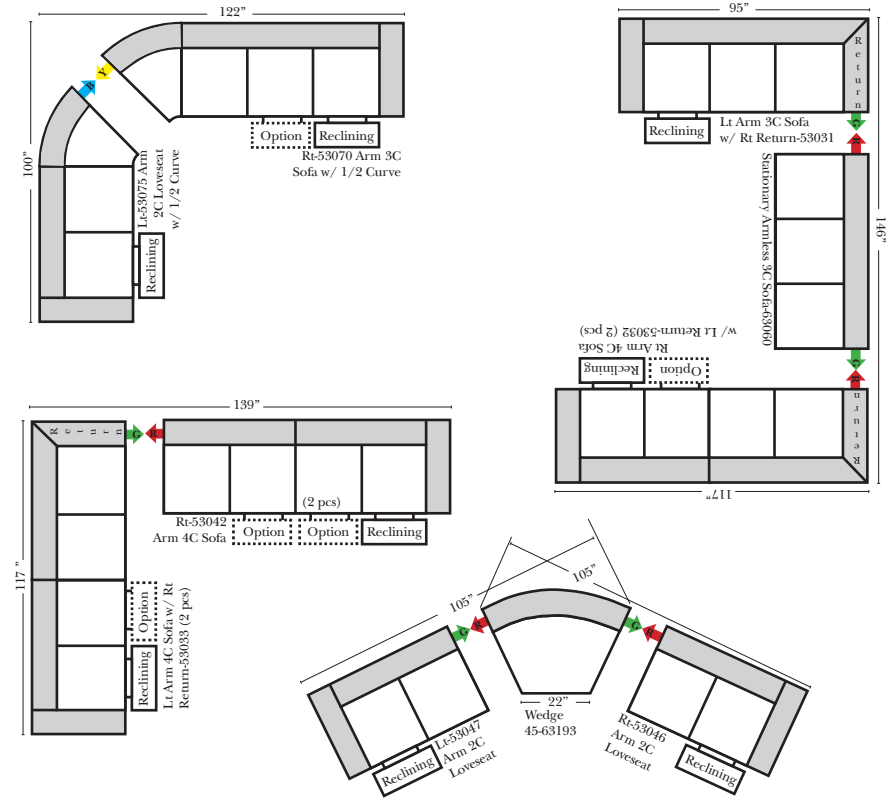 122”
100”
B
Y
Option
Reclining
Rt-53070 Arm 3C
Sofa w/ 1/2 Curve
Lt-53075 Arm
2C Loveseat
w/ 1/2 Curve
Reclining
95”
Return
Reclining
Lt Arm 3C Sofa
w/ Rt Return-53031
G
R
Stationary Armless 3C Sofa-63060
146”
G
R
Rt Arm 4C Sofa
w/ Lt Return-53032 (2 pcs)
Reclining
Option
Return
117”
139”
Return
G
R
(2 pcs)
Rt-53042
Arm 4C Sofa
Option
Option
Reclining
117”
Option
Reclining
Lt Arm 4C Sofa w/ Rt
Return-53033 (2 pcs)
105”
105”
G
R
G
R
22”
Wedge
45-63193
Lt-53047
Arm 2C
Loveseat
Reclining
Rt-53046
Arm 2C
Loveseat
Reclining